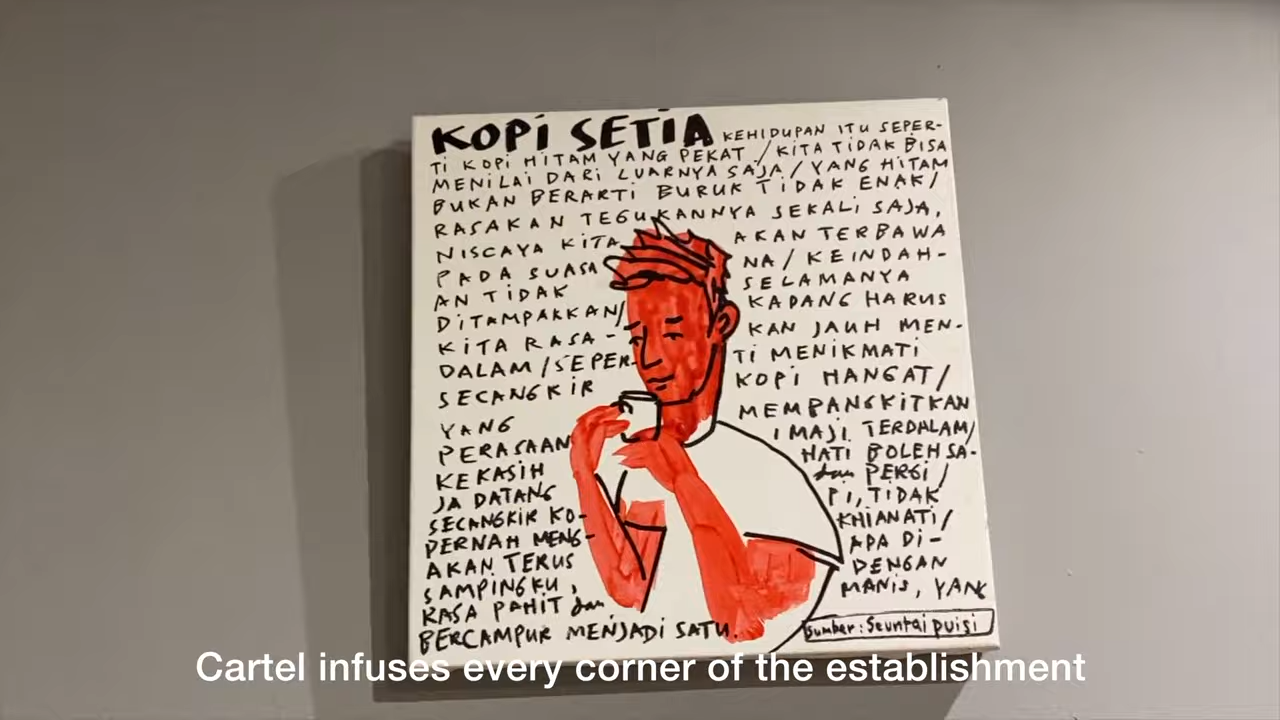 KOPI SETIA KEHIDUPAN ITU SEPER-
TI KOPI HITAM YANG PEKAT / KITA TIDAK BISA
MENILAI DARI LUARNYA SAJA / YANG HITAM
BUKAN BERARTI BURUK TIDAK ENAK/
RASAKAN TEGUKANNYA SEKALI SAJA,
NISCAYA KITA AKAN TERBAWA
PADA SUASA NA / KEINDAH-
AN TIDAK SELAMANYA
DITAMPAKKAN/ KADANG HARUS
KITA RASA- KAN JAUH MEN-
DALAM / SEPER- TI MENIKMATI
SECANGKIR KOPI HANGAT/
YANG MEMBANGKITKAN
PERASAAN IMAJI TERDALAM/
KEKASIH HATI BOLEH SA-
JA DATANG dan PERGI /
SECANGKIR KO- PI, TIDAK
PERNAH MENG- KHIANATI/
AKAN TERUS APA DI-
SAMPINGKU, DENGAN
RASA PAHIT dan MANIS, YANG
BERCAMPUR MENJADI SATU.
Sumber: Seuntai puisi
Cartel infuses every corner of the establishment